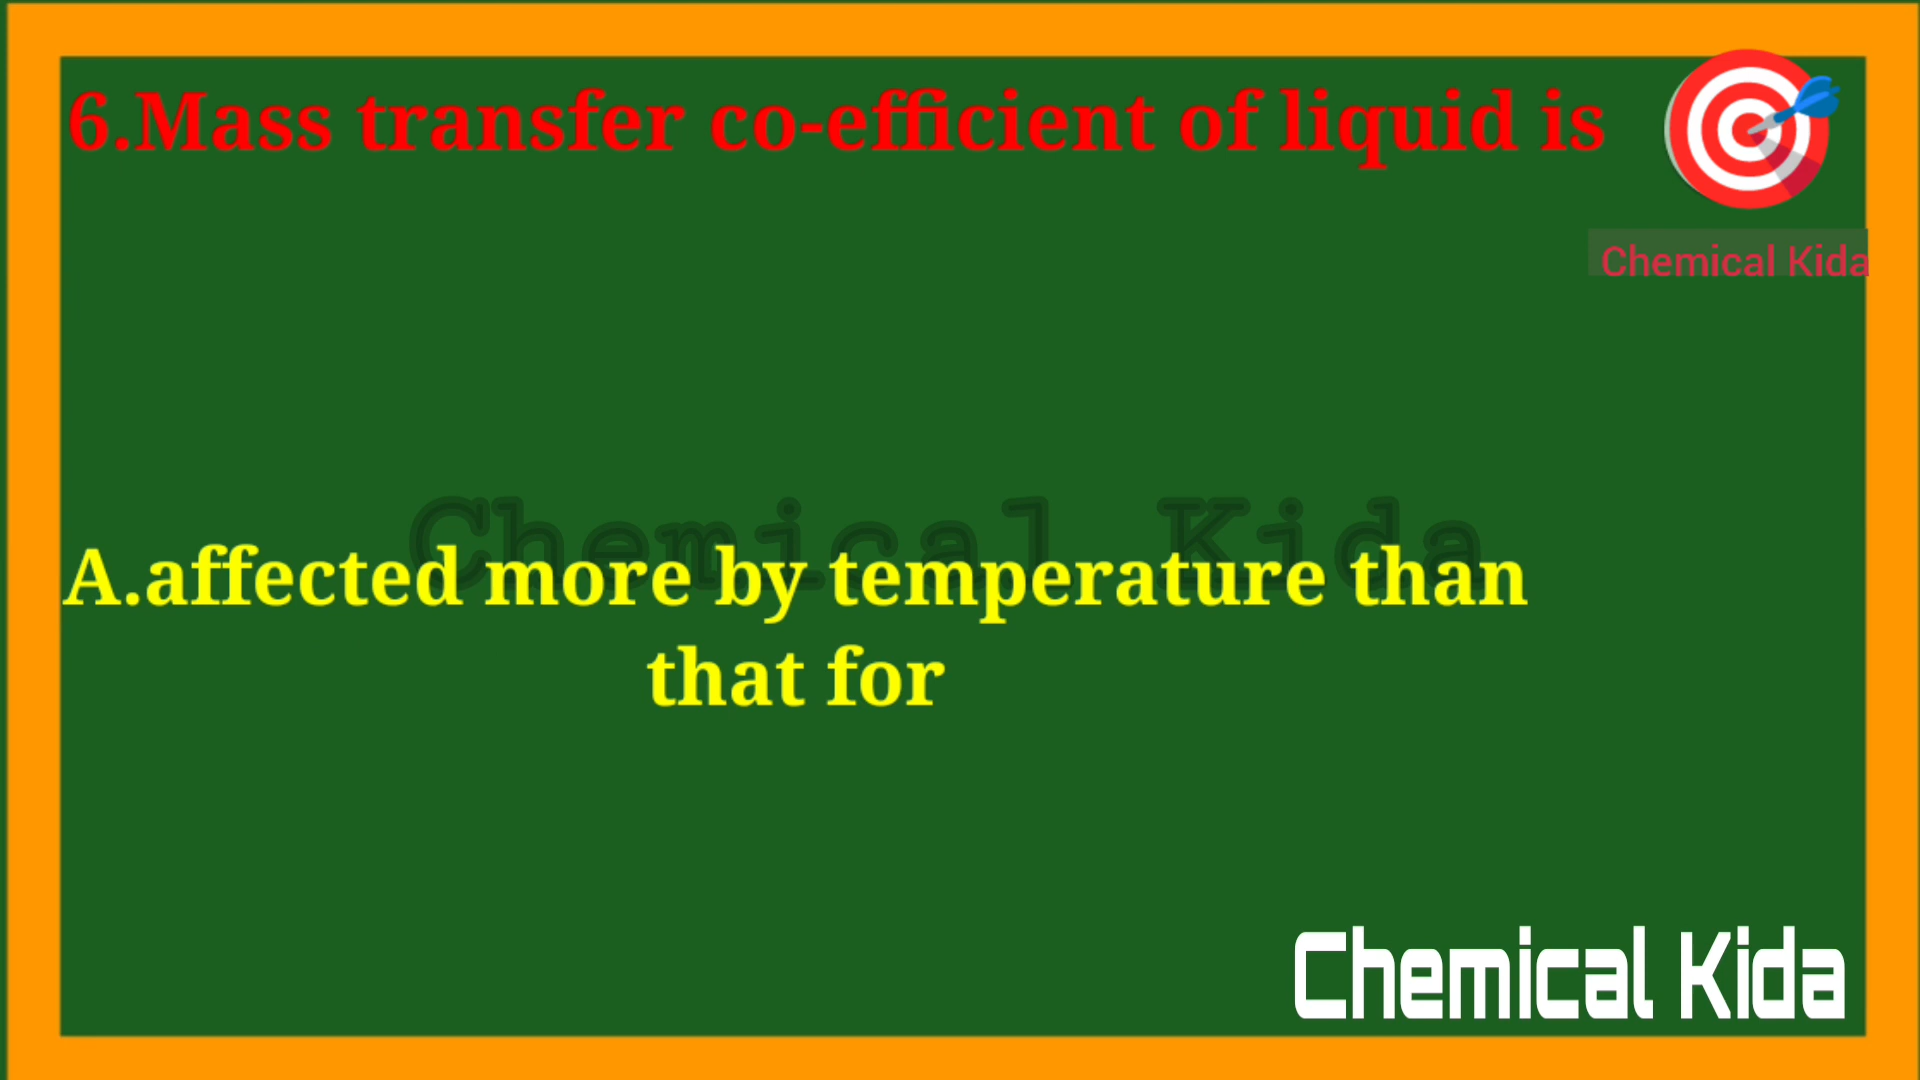 6.Mass transfer co-efficient of liquid is
Chemical Kida
Chemical Kida
A.affected more by temperature than
that for
Chemical Kida